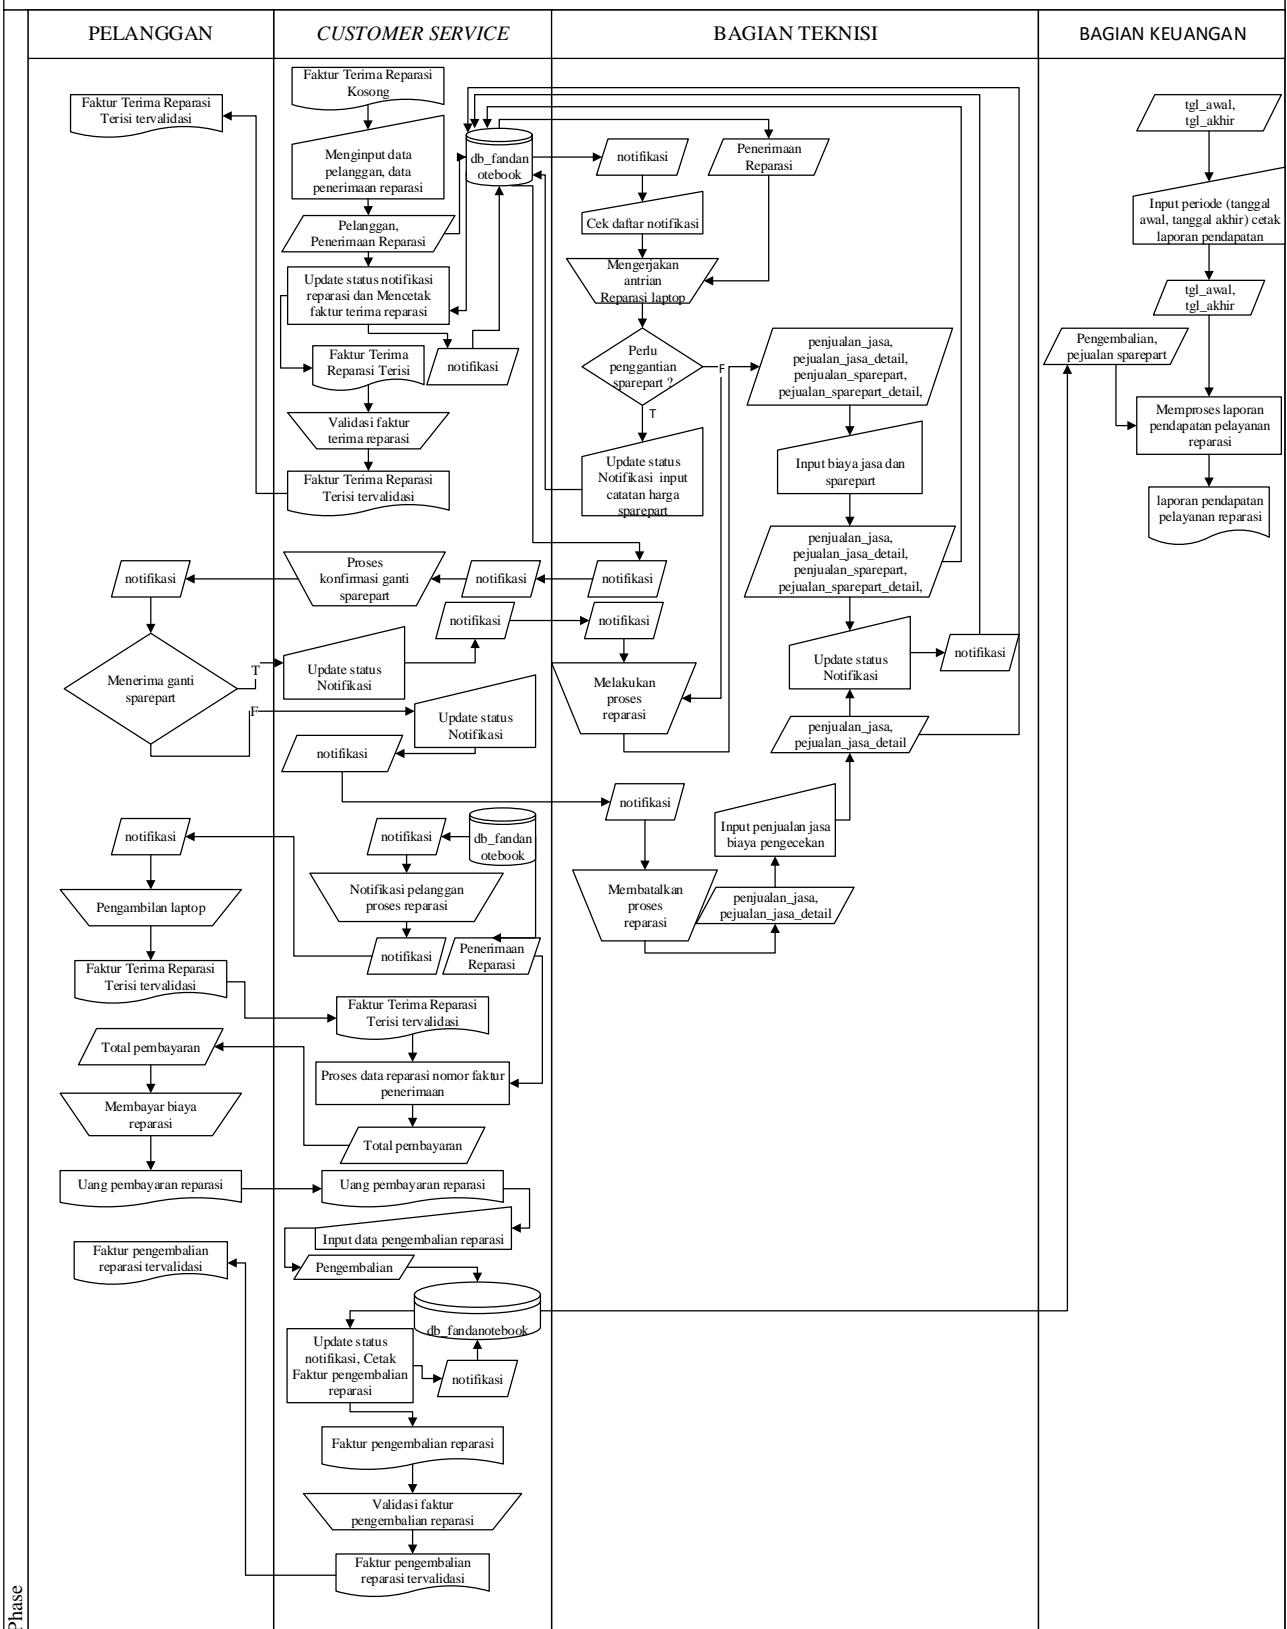 PELANGGAN
CUSTOMER SERVICE
BAGIAN TEKNISI
BAGIAN KEUANGAN
Faktur Terima Reparasi
Terisi tervalidasi
Faktur Terima Reparasi
Kosong
Menginput data
pelanggan, data
penerimaan reparasi
Pelanggan,
Penerimaan Reparasi
Update status notifikasi
reparasi dan Mencetak
faktur terima reparasi
Faktur Terima
Reparasi Terisi
notifikasi
Validasi faktur
terima reparasi
Faktur Terima Reparasi
Terisi tervalidasi
db_fandan
otebook
notifikasi
Penerimaan
Reparasi
Cek daftar notifikasi
Mengerjakan
antrian
Reparasi laptop
Perlu
penggantian
sparepart ?
F
T
Update status
Notifikasi input
catatan harga
sparepart
penjualan_jasa,
pejualan_jasa_detail,
penjualan_sparepart,
pejualan_sparepart_detail,
Input biaya jasa dan
sparepart
penjualan_jasa,
pejualan_jasa_detail,
penjualan_sparepart,
pejualan_sparepart_detail,
Update status
Notifikasi
notifikasi
penjualan_jasa,
pejualan_jasa_detail
tgl_awal,
tgl_akhir
Input periode (tanggal
awal, tanggal akhir) cetak
laporan pendapatan
tgl_awal,
tgl_akhir
Pengembalian,
pejualan sparepart
Memproses laporan
pendapatan pelayanan
reparasi
laporan pendapatan
pelayanan reparasi
notifikasi
Proses
konfirmasi ganti
sparepart
notifikasi
notifikasi
notifikasi
notifikasi
Menerima ganti
sparepart
T
F
Update status
Notifikasi
Update status
Notifikasi
Melakukan
proses
reparasi
notifikasi
notifikasi
Input penjualan jasa
biaya pengecekan
Membatalkan
proses
reparasi
penjualan_jasa,
pejualan_jasa_detail
notifikasi
notifikasi
db_fandan
otebook
Pengambilan laptop
Notifikasi pelanggan
proses reparasi
notifikasi
Penerimaan
Reparasi
Faktur Terima Reparasi
Terisi tervalidasi
Faktur Terima Reparasi
Terisi tervalidasi
Total pembayaran
Proses data reparasi nomor faktur
penerimaan
Membayar biaya
reparasi
Total pembayaran
Uang pembayaran reparasi
Uang pembayaran reparasi
Input data pengembalian reparasi
Faktur pengembalian
reparasi tervalidasi
Pengembalian
db_fandanotebook
Update status
notifikasi, Cetak
Faktur pengembalian
reparasi
notifikasi
Faktur pengembalian reparasi
Validasi faktur
pengembalian reparasi
Faktur pengembalian
reparasi tervalidasi
Phase